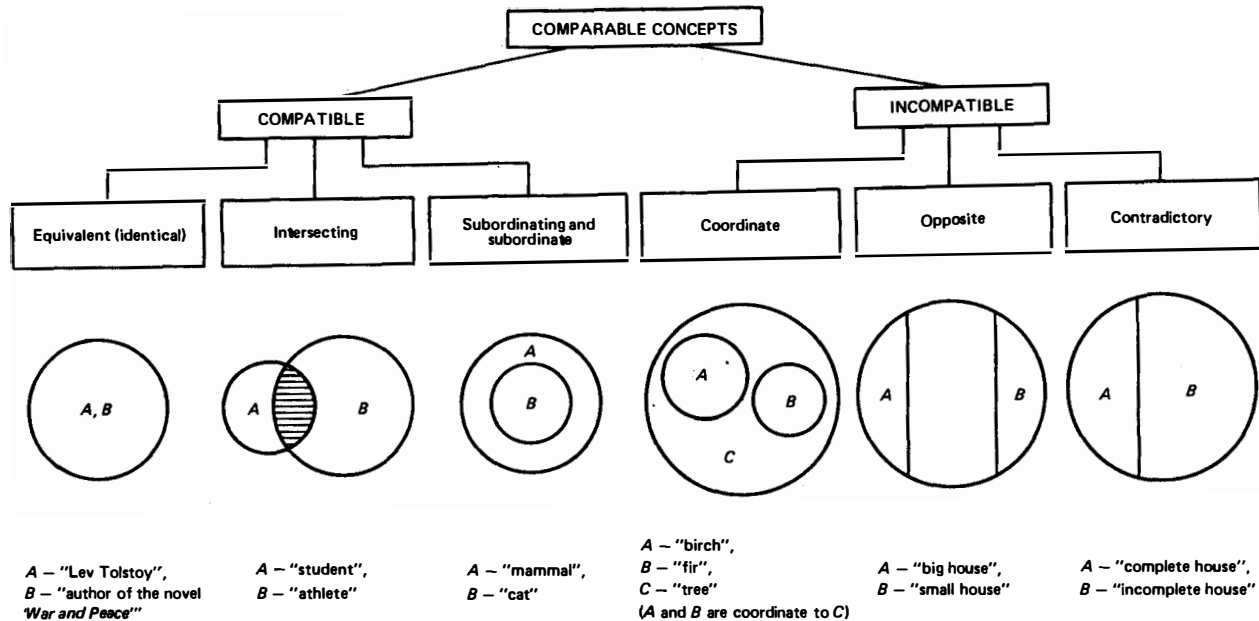 COMPARABLE CONCEPTS
COMPATIBLE
INCOMPATIBLE
Equivalent (identical)
Intersecting
Subordinating and
subordinate
Coordinate
Opposite
Contradictory
A, B
A
B
A
B
A
B
C
A
B
A
B
A – "Lev Tolstoy",
B – "author of the novel
'War and Peace'"
A – "student",
B – "athlete"
A – "mammal",
B – "cat"
A – "birch",
B – "fir",
C – "tree"
(A and B are coordinate to C)
A – "big house",
B – "small house"
A – "complete house",
B – "incomplete house"